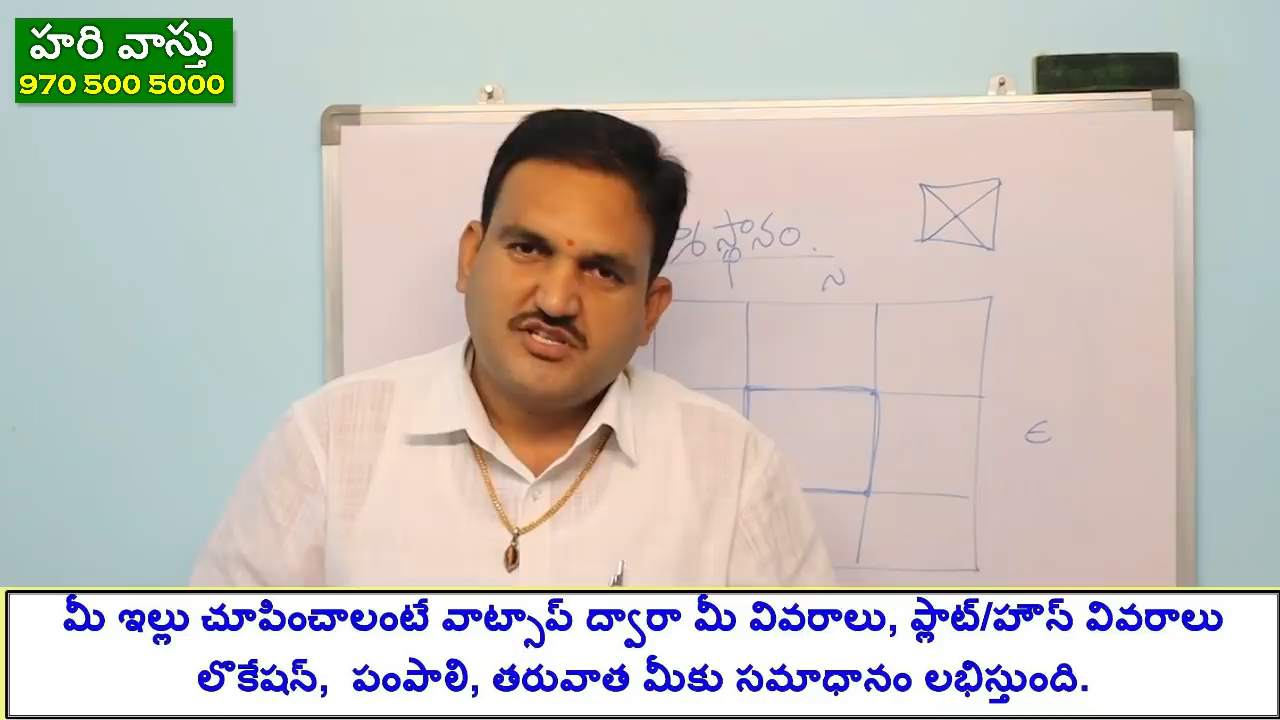 హరి వాస్తు
970 500 5000
స్థానం.
E
మీ ఇల్లు చూపించాలంటే వాట్సాప్ ద్వారా మీ వివరాలు, ప్లాట్/హౌస్ వివరాలు
లొకేషన్,  పంపాలి, తరువాత మీకు సమాధానం లభిస్తుంది.